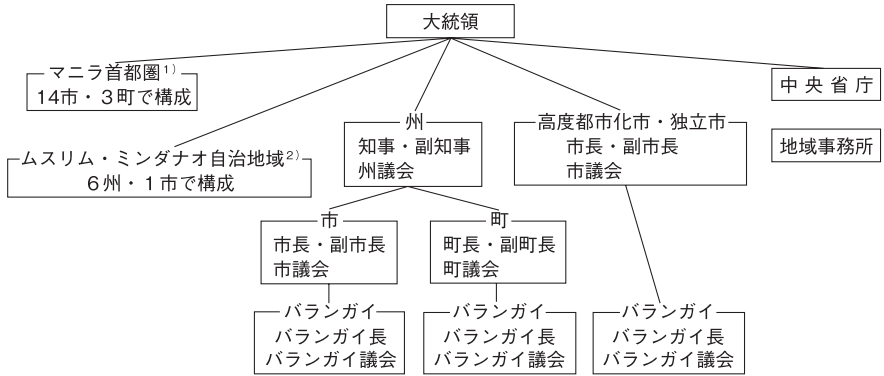 大統領
マニラ首都圏1)
14市・3町で構成
中央省庁
ムスリム・ミンダナオ自治地域2)
6州・1市で構成
州
知事・副知事
州議会
高度都市化市・独立市
市長・副市長
市議会
地域事務所
市
市長・副市長
市議会
町
町長・副町長
町議会
バランガイ
バランガイ長
バランガイ議会
バランガイ
バランガイ長
バランガイ議会
バランガイ
バランガイ長
バランガイ議会